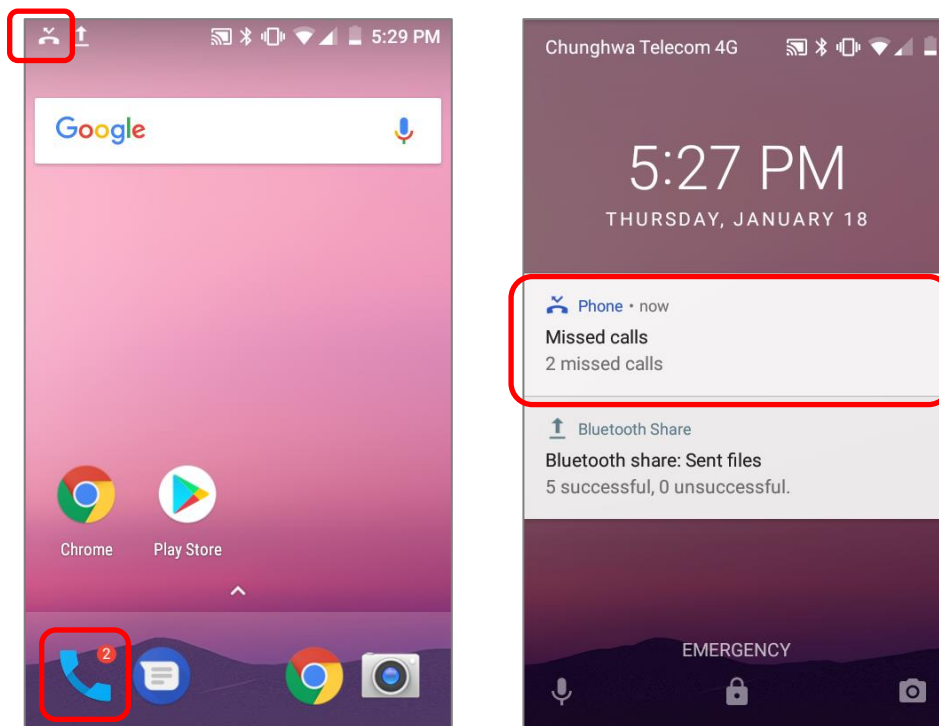 5:29 PM
Google
Chrome
Play Store
2
Chunghwa Telecom 4G
5:27 PM
THURSDAY, JANUARY 18
Phone • now
Missed calls
2 missed calls
Bluetooth Share
Bluetooth share: Sent files
5 successful, 0 unsuccessful.
EMERGENCY